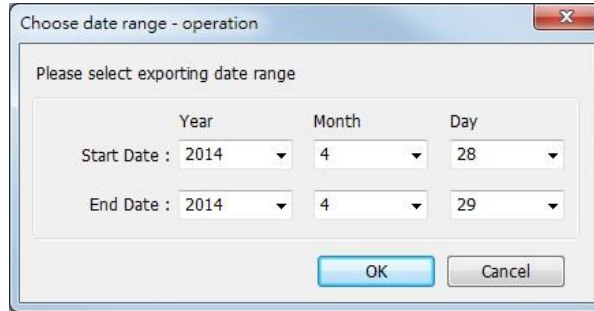 Choose date range - operation
Please select exporting date range
Year Month Day
Start Date : 2014 4 28
End Date : 2014 4 29
OK Cancel